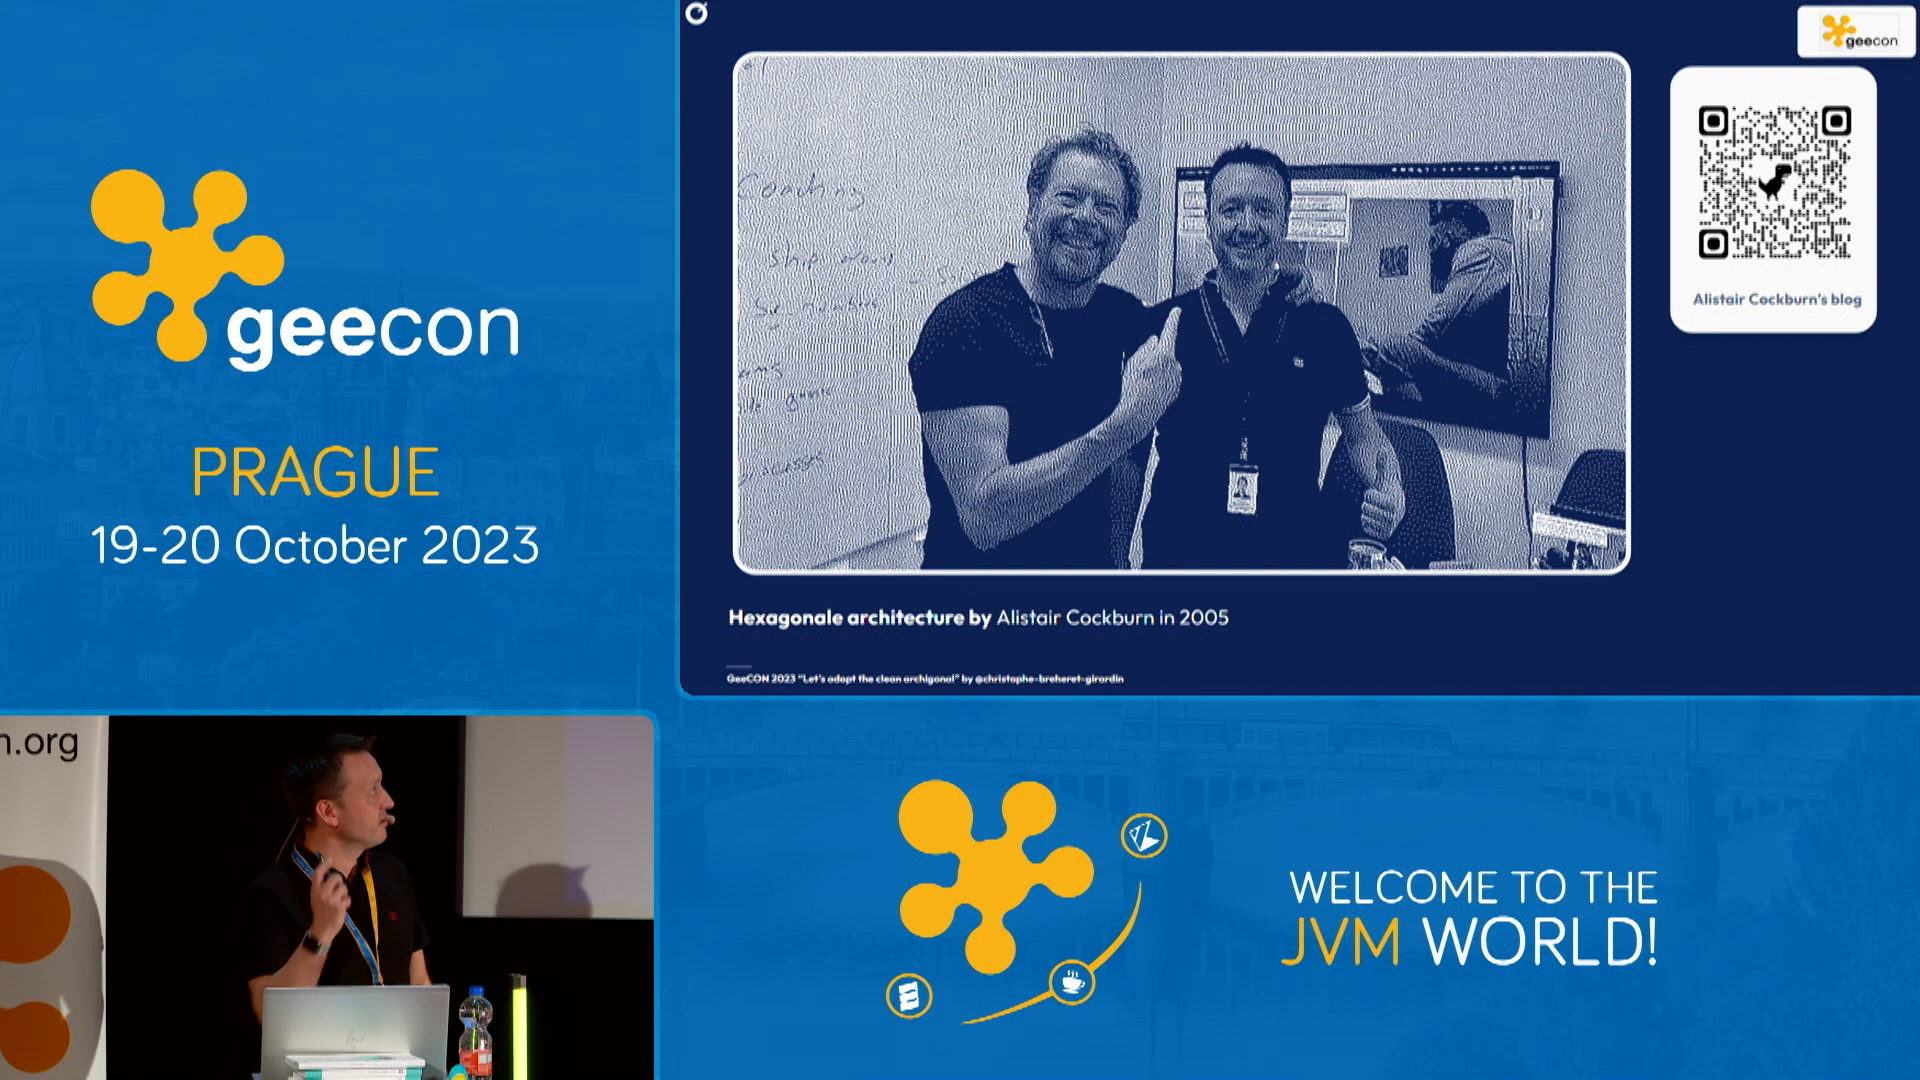 geecon
PRAGUE
19-20 October 2023
n.org
geecon
Alistair Cockburn's blog
Coaching
Hexagonale architecture by Alistair Cockburn in 2005
GeeCON 2023 "Let's adopt the clean archigonal" by @christophe-breheret-girardin
WELCOME TO THE
JVM WORLD!